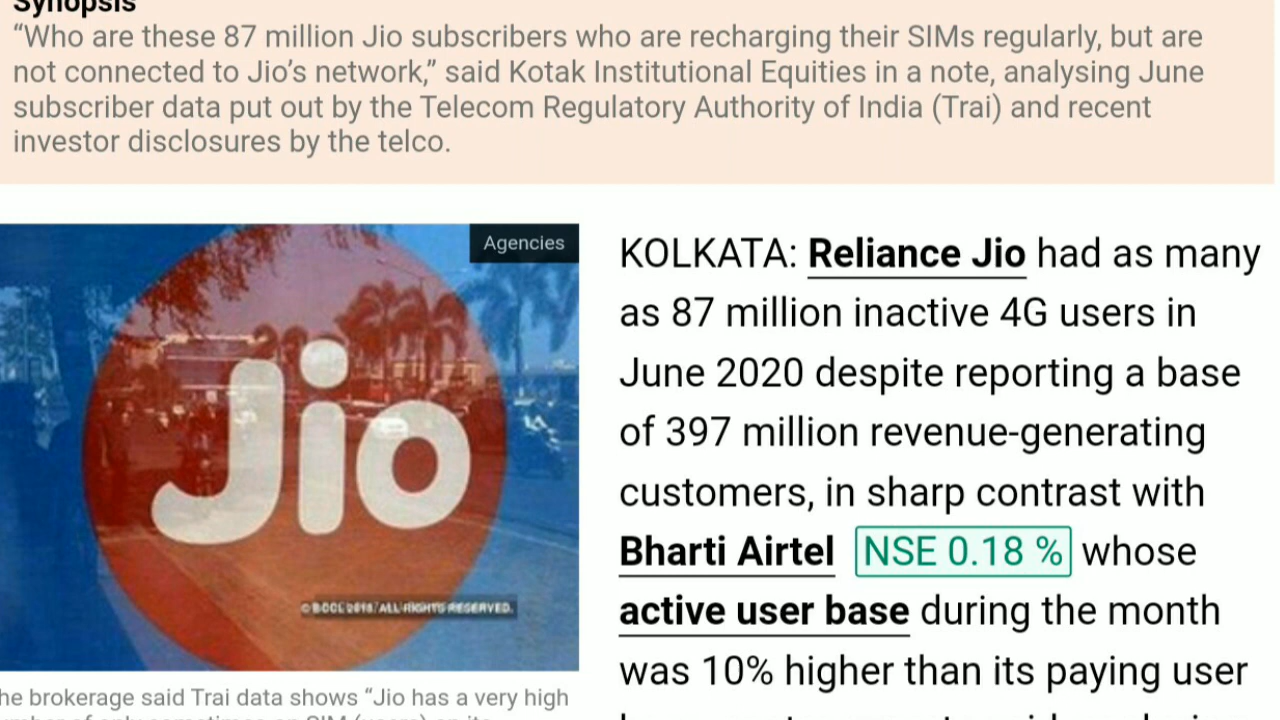 Synopsis
“Who are these 87 million Jio subscribers who are recharging their SIMs regularly, but are
not connected to Jio’s network,” said Kotak Institutional Equities in a note, analysing June
subscriber data put out by the Telecom Regulatory Authority of India (Trai) and recent
investor disclosures by the telco.
Agencies
Jio
©BCCL 2018. ALL RIGHTS RESERVED.
he brokerage said Trai data shows “Jio has a very high
KOLKATA: Reliance Jio had as many
as 87 million inactive 4G users in
June 2020 despite reporting a base
of 397 million revenue-generating
customers, in sharp contrast with
Bharti Airtel NSE 0.18 % whose
active user base during the month
was 10% higher than its paying user